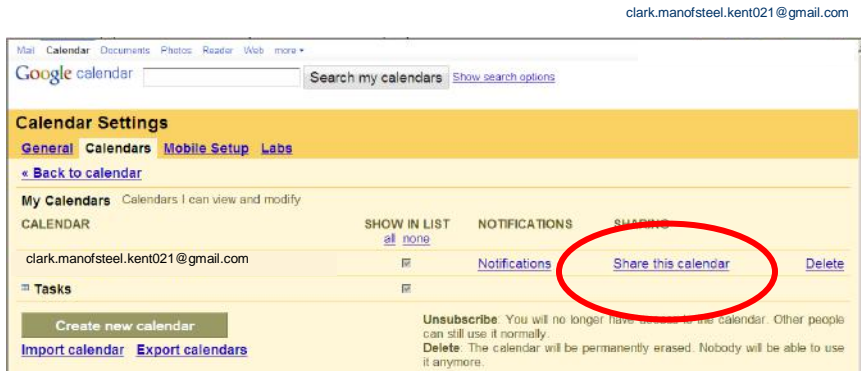 clark.manofsteel.kent021@gmail.com
Mail Calendar Documents Photos Reader Web more
Google calendar Search my calendars Show search options
Calendar Settings
General Calendars Mobile Setup Labs
« Back to calendar
My Calendars Calendars I can view and modify
CALENDAR SHOW IN LIST NOTIFICATIONS SHARING
all none
clark.manofsteel.kent021@gmail.com Notifications Share this calendar Delete
Tasks
Create new calendar
Import calendar Export calendars
Unsubscribe: You will no longer have access to the calendar. Other people
can still use it normally.
Delete: The calendar will be permanently erased. Nobody will be able to use
it anymore.